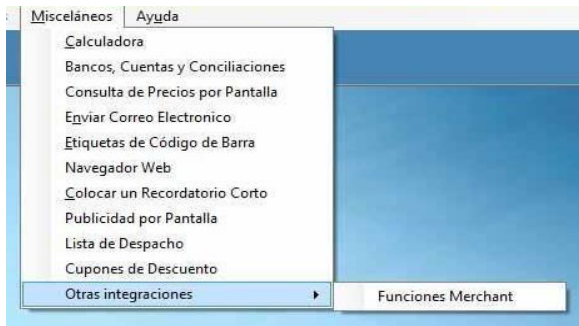 Misceláneos Ayuda
Calculadora
Bancos, Cuentas y Conciliaciones
Consulta de Precios por Pantalla
Enviar Correo Electronico
Etiquetas de Código de Barra
Navegador Web
Colocar un Recordatorio Corto
Publicidad por Pantalla
Lista de Despacho
Cupones de Descuento
Otras integraciones
Funciones Merchant